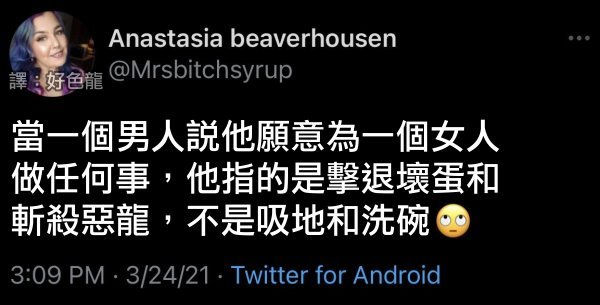 Anastasia beaverhousen
@Mrsbitchsyrup
譯：好色龍
當一個男人説他願意為一個女人
做任何事，他指的是擊退壞蛋和
斬殺惡龍，不是吸地和洗碗🙄
3:09 PM · 3/24/21 · Twitter for Android